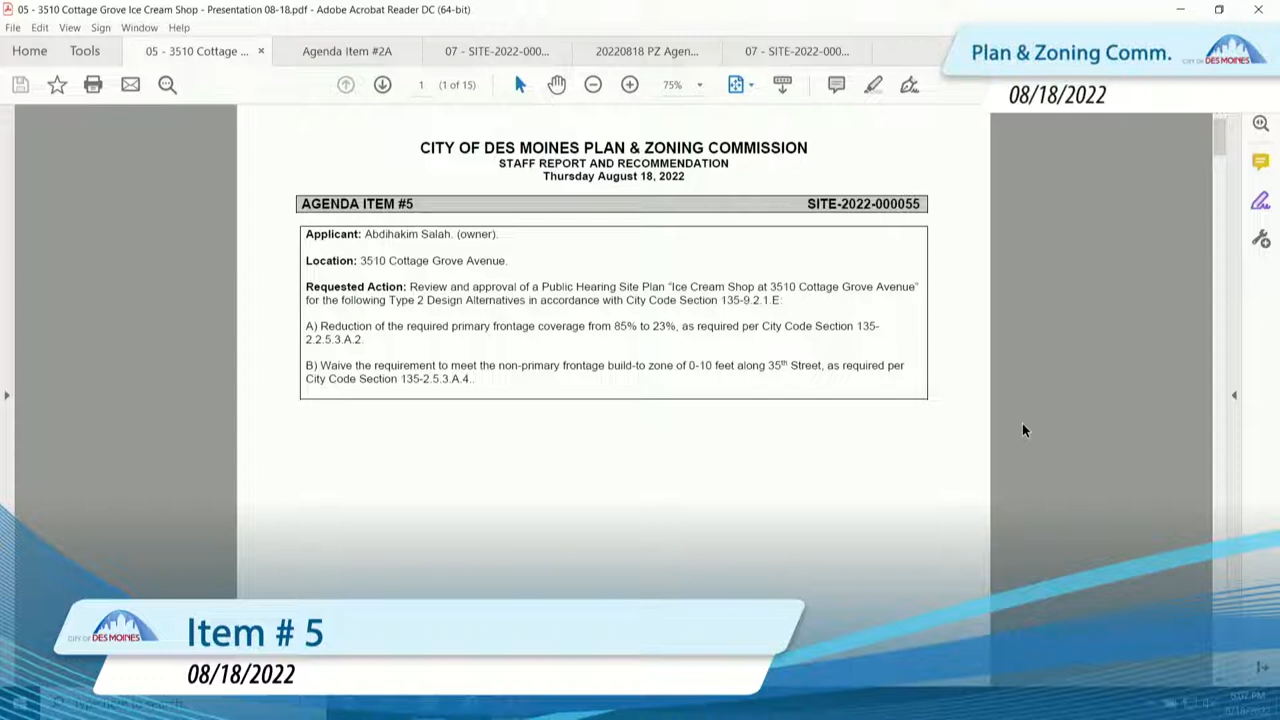 05 - 3510 Cottage Grove Ice Cream Shop - Presentation 08-18.pdf - Adobe Acrobat Reader DC (64-bit)
File Edit View Sign Window Help
Home Tools 05 - 3510 Cottage ... × Agenda Item #2A 07 - SITE-2022-000... 20220818 PZ Agen... 07 - SITE-2022-000...
1 (1 of 15) 75%
Plan & Zoning Comm.
CITY OF DES MOINES
08/18/2022
CITY OF DES MOINES PLAN & ZONING COMMISSION
STAFF REPORT AND RECOMMENDATION
Thursday August 18, 2022
AGENDA ITEM #5 SITE-2022-000055
Applicant: Abdihakim Salah. (owner).
Location: 3510 Cottage Grove Avenue.
Requested Action: Review and approval of a Public Hearing Site Plan "Ice Cream Shop at 3510 Cottage Grove Avenue"
for the following Type 2 Design Alternatives in accordance with City Code Section 135-9.2.1.E:
A) Reduction of the required primary frontage coverage from 85% to 23%, as required per City Code Section 135-
2.2.5.3.A.2.
B) Waive the requirement to meet the non-primary frontage build-to zone of 0-10 feet along 35th Street, as required per
City Code Section 135-2.5.3.A.4..
CITY OF DES MOINES
Item # 5
08/18/2022
Type here to search